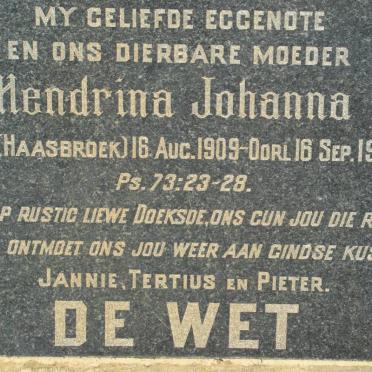 MY GELIEFDE EGGENOTE
EN ONS DIERBARE MOEDER
Hendrina Johanna
(HAASBROEK) 16 AUG. 1909-OORL 16 SEP. 19
PS. 73:23-28.
P RUSTIG LIEWE DOEKSDE, ONS GUN JOU DIE R
ONTMOET ONS JOU WEER AAN GINDSE KUS
JANNIE, TERTIUS EN PIETER.
DE WET